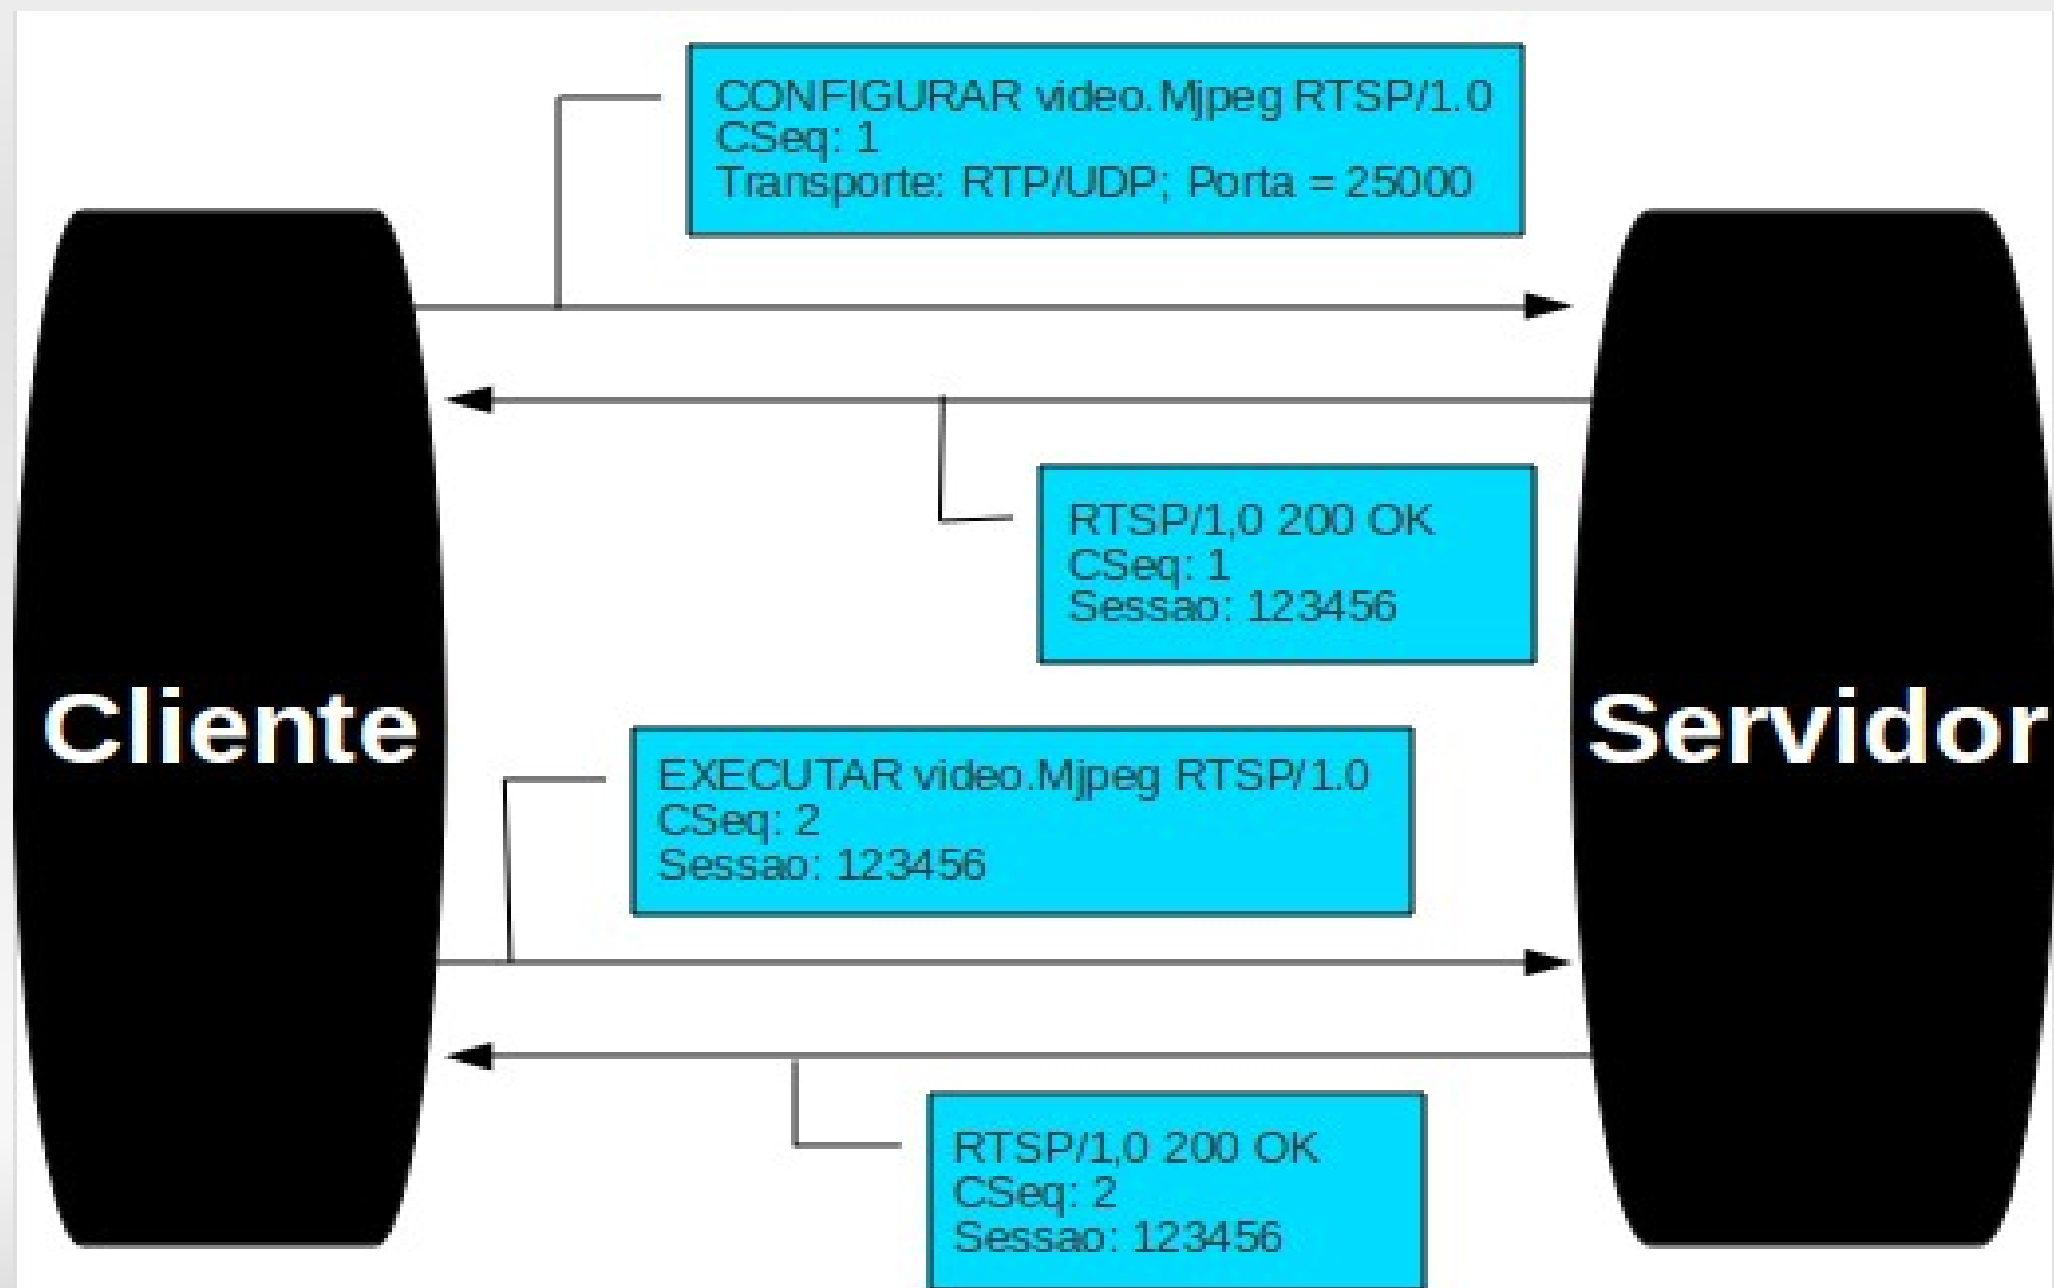 CONFIGURAR video.Mjpeg RTSP/1.0
CSeq: 1
Transporte: RTP/UDP; Porta = 25000
RTSP/1,0 200 OK
CSeq: 1
Sessao: 123456
Cliente
Servidor
EXECUTAR video.Mjpeg RTSP/1.0
CSeq: 2
Sessao: 123456
RTSP/1,0 200 OK
CSeq: 2
Sessao: 123456